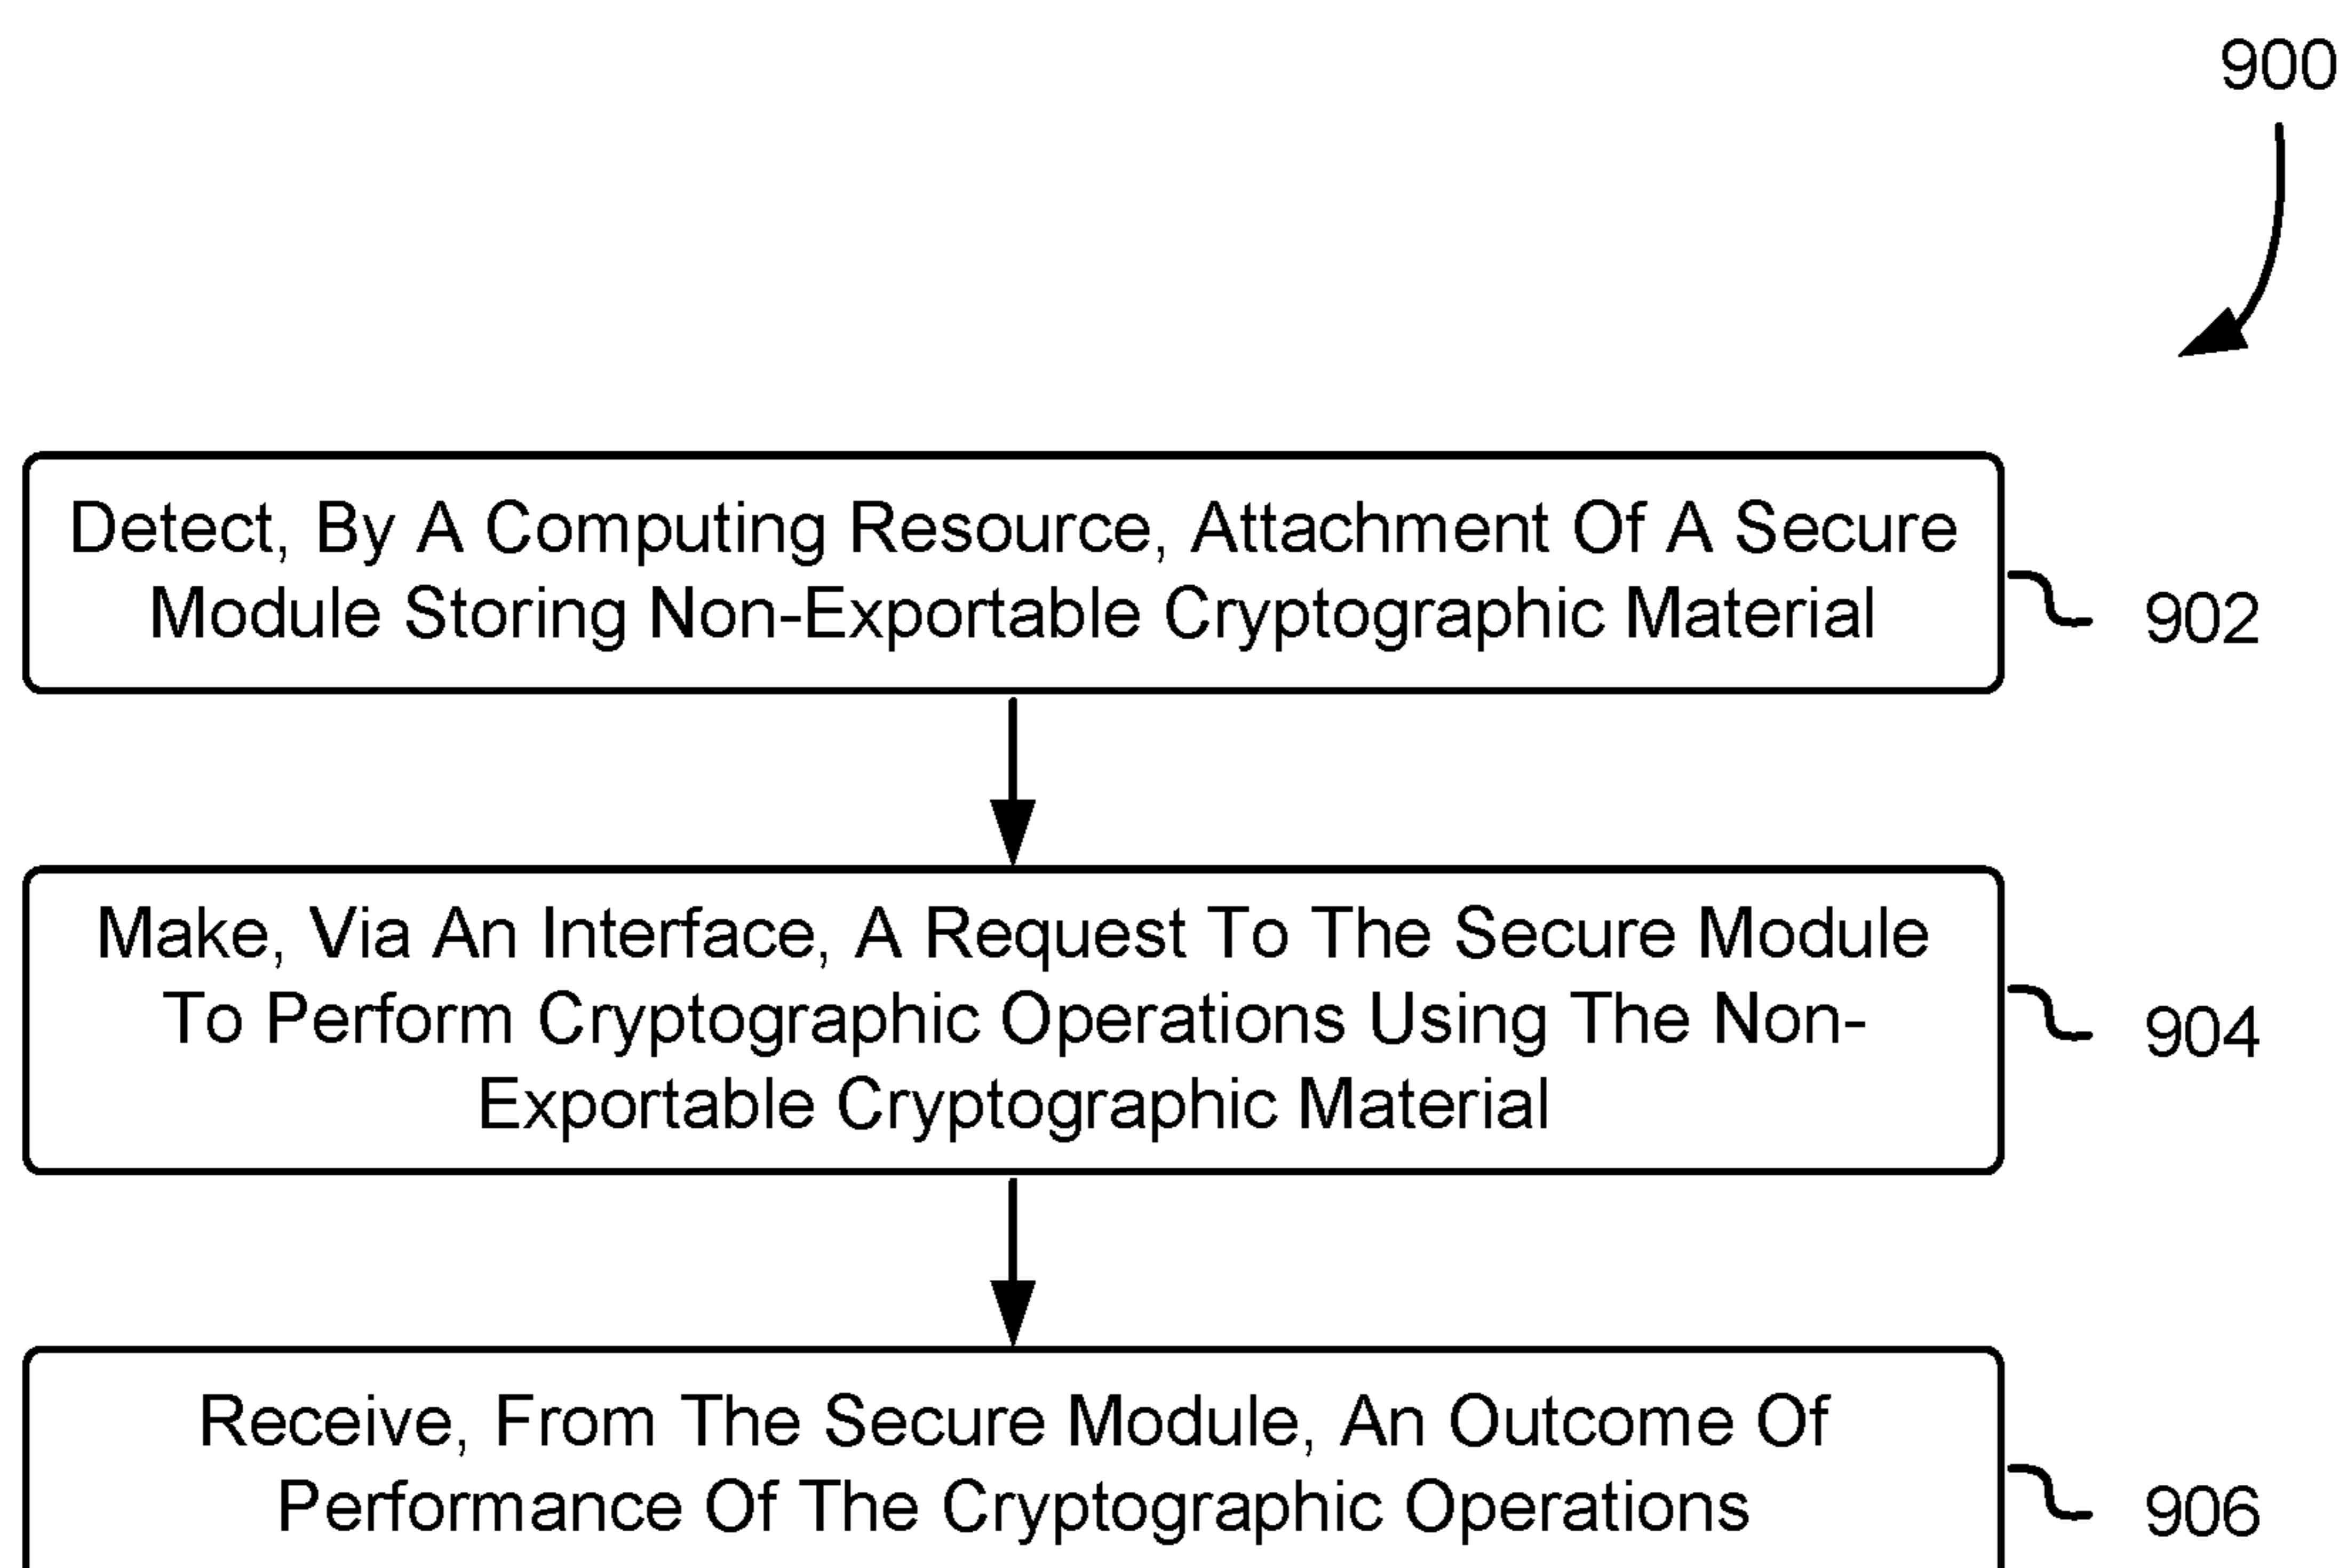 900
Detect, By A Computing Resource, Attachment Of A Secure
Module Storing Non-Exportable Cryptographic Material
902
Make, Via An Interface, A Request To The Secure Module
To Perform Cryptographic Operations Using The Non-
Exportable Cryptographic Material
904
Receive, From The Secure Module, An Outcome Of
Performance Of The Cryptographic Operations
906